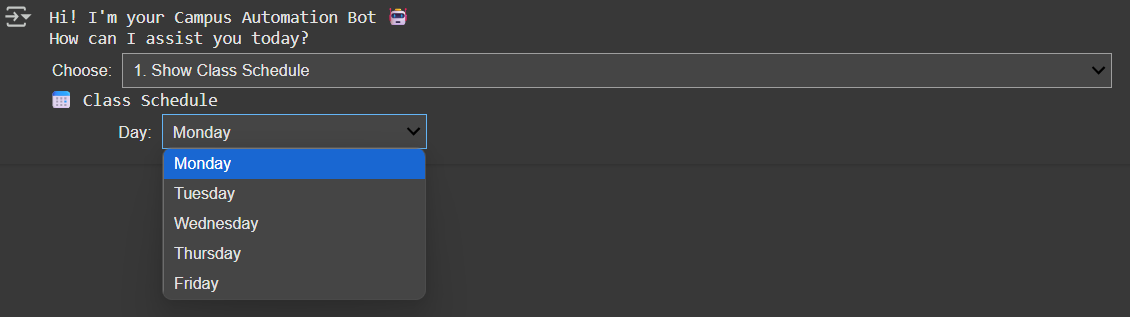 Hi! I'm your Campus Automation Bot 🤖
How can I assist you today?
Choose: 1. Show Class Schedule
📅 Class Schedule
Day: Monday
Monday
Tuesday
Wednesday
Thursday
Friday